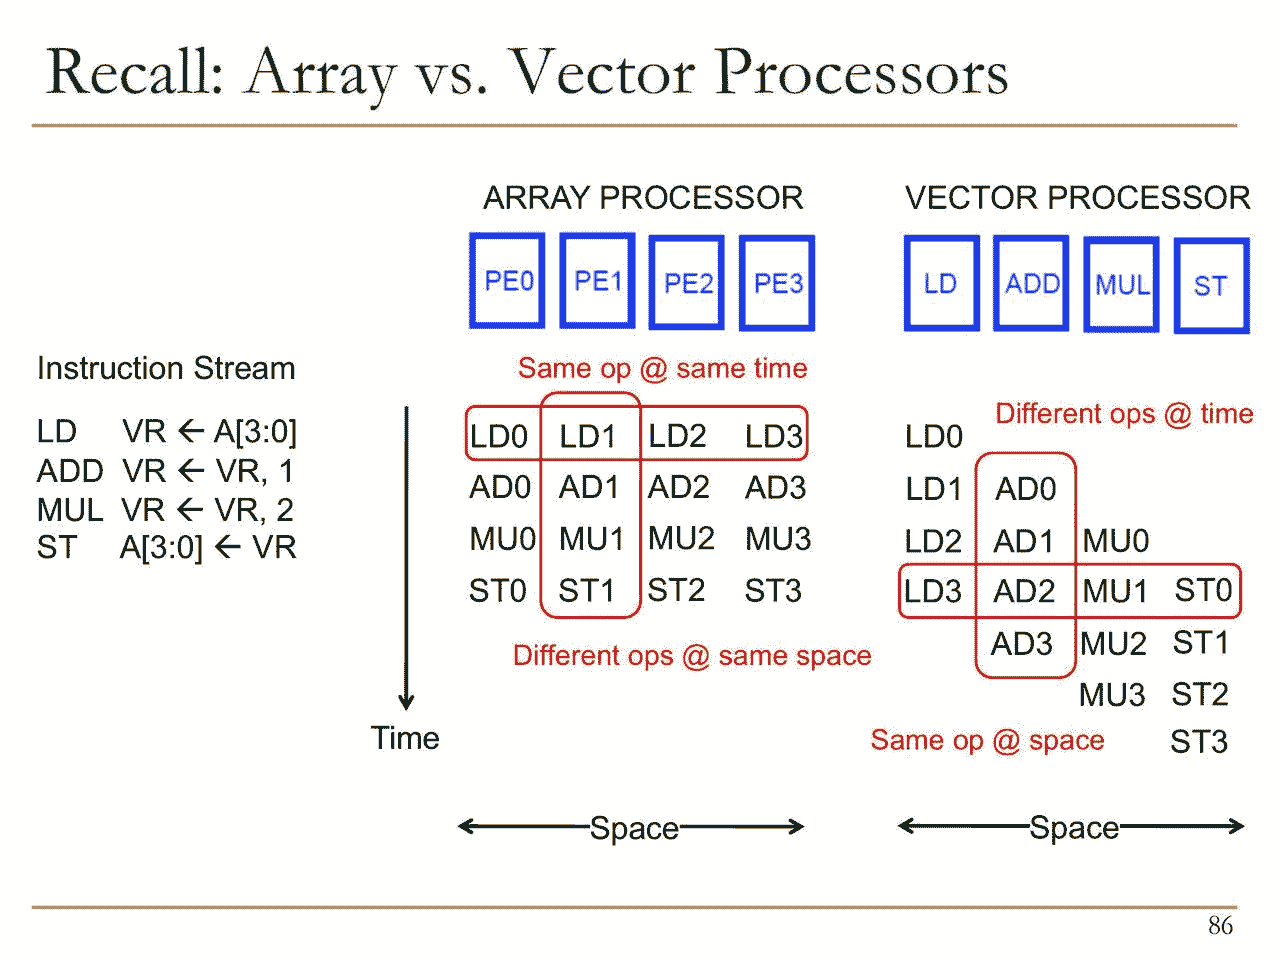 Recall: Array vs. Vector Processors
ARRAY PROCESSOR
VECTOR PROCESSOR
PE0 PE1 PE2 PE3
LD ADD MUL ST
Instruction Stream
LD VR ← A[3:0]
ADD VR ← VR, 1
MUL VR ← VR, 2
ST A[3:0] ← VR
Time
Same op @ same time
LD0 LD1 LD2 LD3
AD0 AD1 AD2 AD3
MU0 MU1 MU2 MU3
ST0 ST1 ST2 ST3
Different ops @ same space
Space
Different ops @ time
LD0
LD1 AD0
LD2 AD1 MU0
LD3 AD2 MU1 ST0
AD3 MU2 ST1
MU3 ST2
Same op @ space
ST3
Space
86